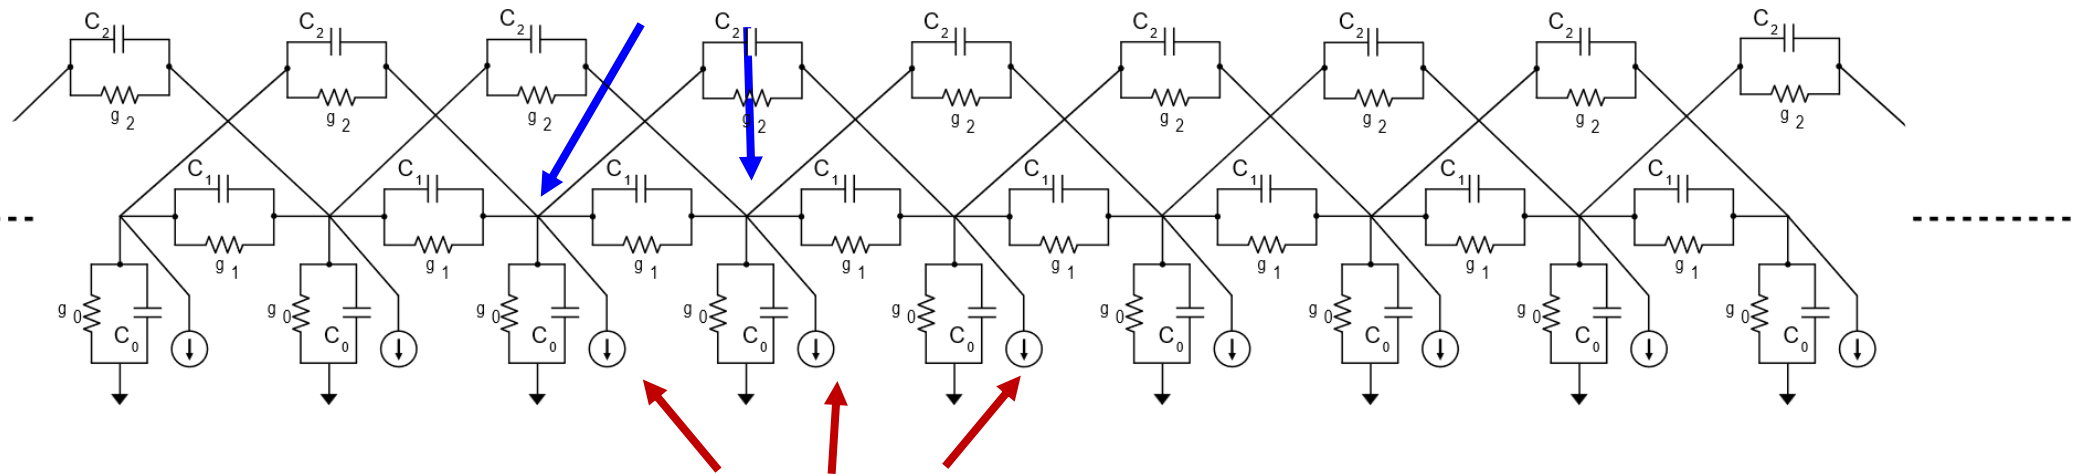 C2 C2 C2 C2 C2 C2 C2 C2 C2
g2 g2 g2 g2 g2 g2 g2 g2 g2
C1 C1 C1 C1 C1 C1 C1 C1
g1 g1 g1 g1 g1 g1 g1 g1
g0 g0 g0 g0 g0 g0 g0 g0 g0
C0 C0 C0 C0 C0 C0 C0 C0 C0